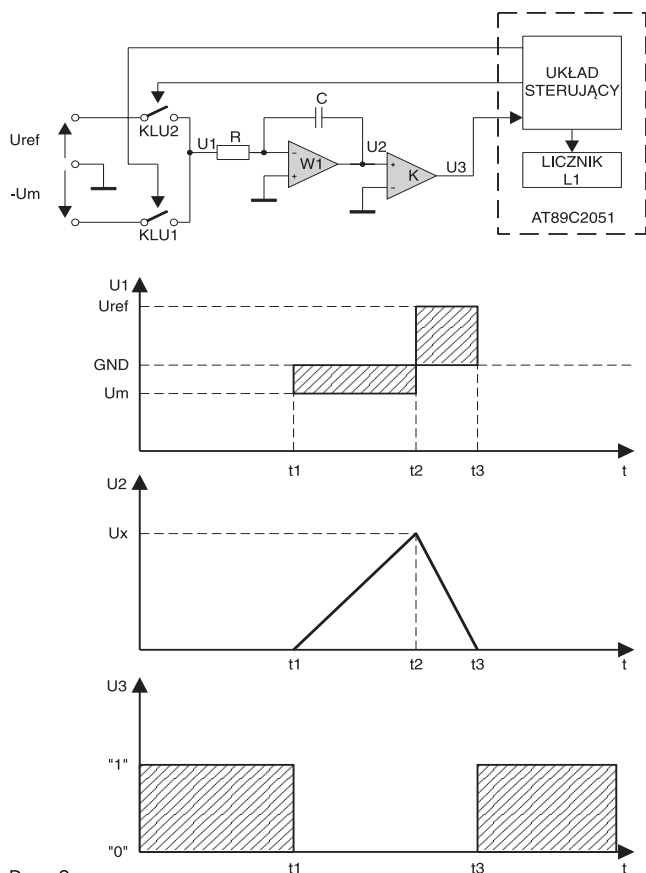 UKŁAD
STERUJĄCY
C
Uref
KLU2
U1
R
U2
W1
K
U3
LICZNIK
L1
-Um
KLU1
AT89C2051
U1
Uref
GND
Um
t1
t2
t3
t
U2
Ux
t1
t2
t3
t
U3
"1"
"0"
t1
t3
t